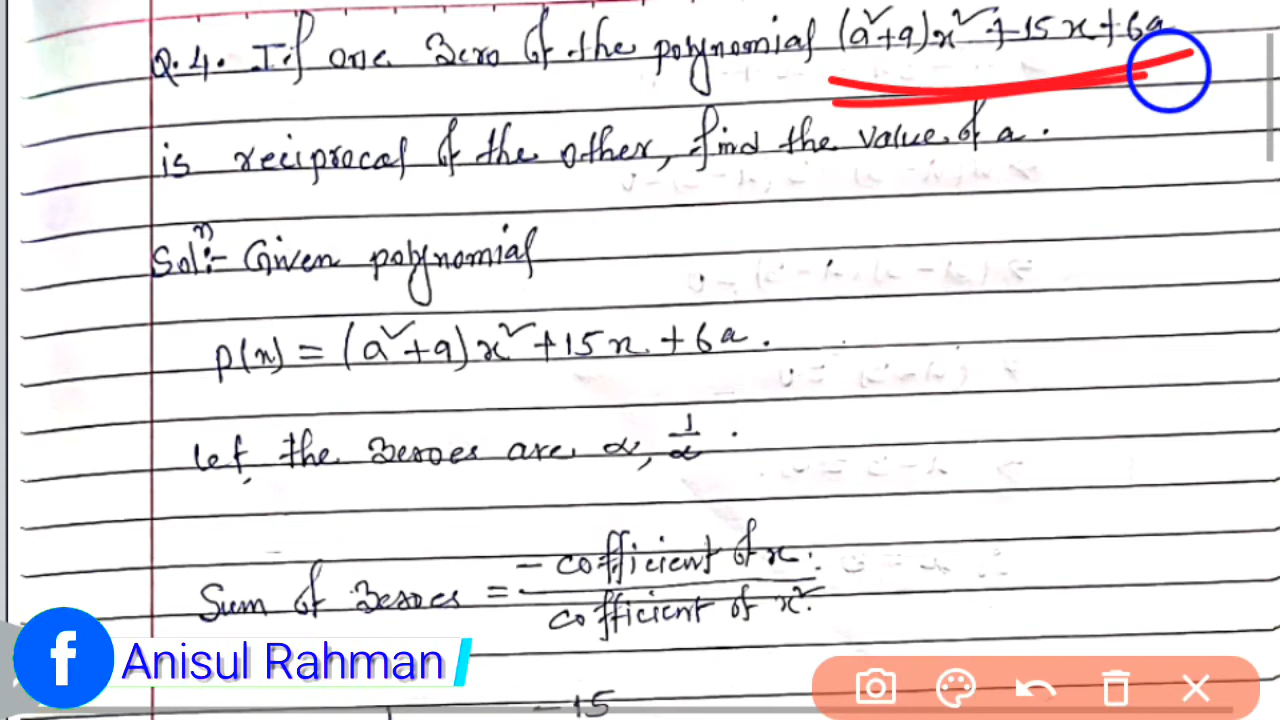 Q.4. If one zero of the polynomial (a²+9)x²+15x+6a
is reciprocal of the other, find the value of a.
Solⁿ:- Given polynomial
p(x) = (a²+9)x²+15x+6a.
let the zeroes are α, 1/α.
Sum of zeroes = -cofficient of x / cofficient of x².
f Anisul Rahman
-15